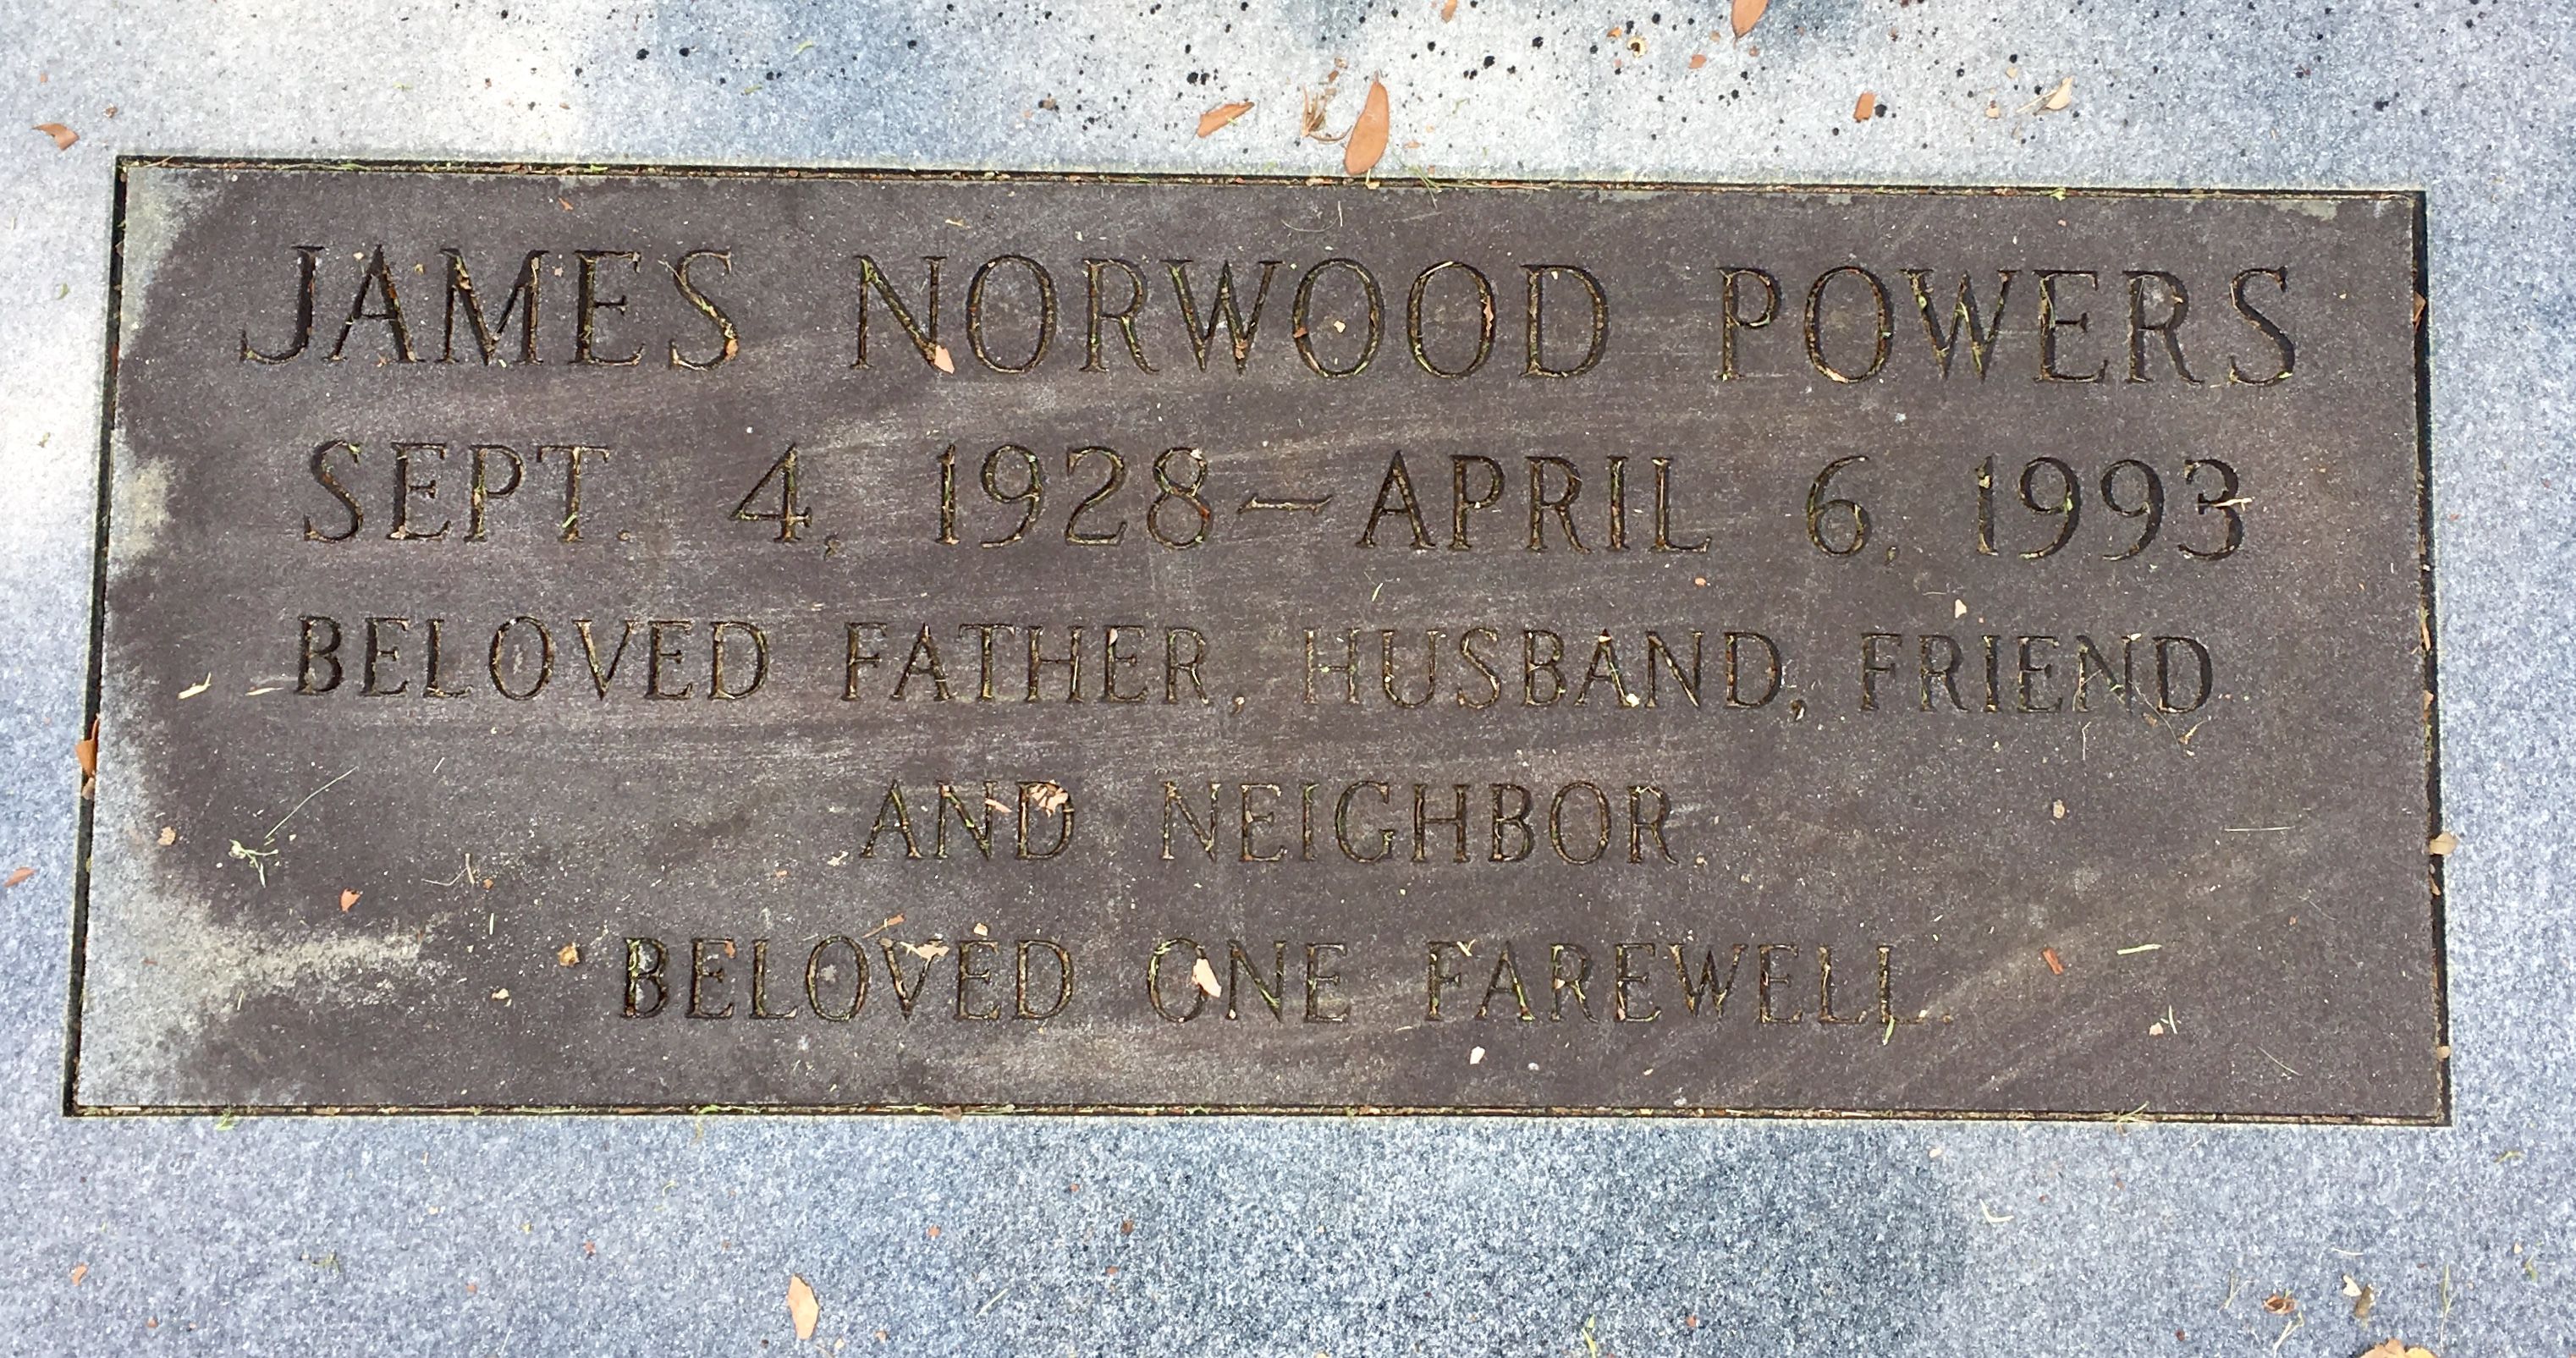 JAMES NORWOOD POWERS
SEPT. 4, 1928—APRIL 6, 1993
BELOVED FATHER, HUSBAND, FRIEND
AND NEIGHBOR
BELOVED ONE FAREWELL.